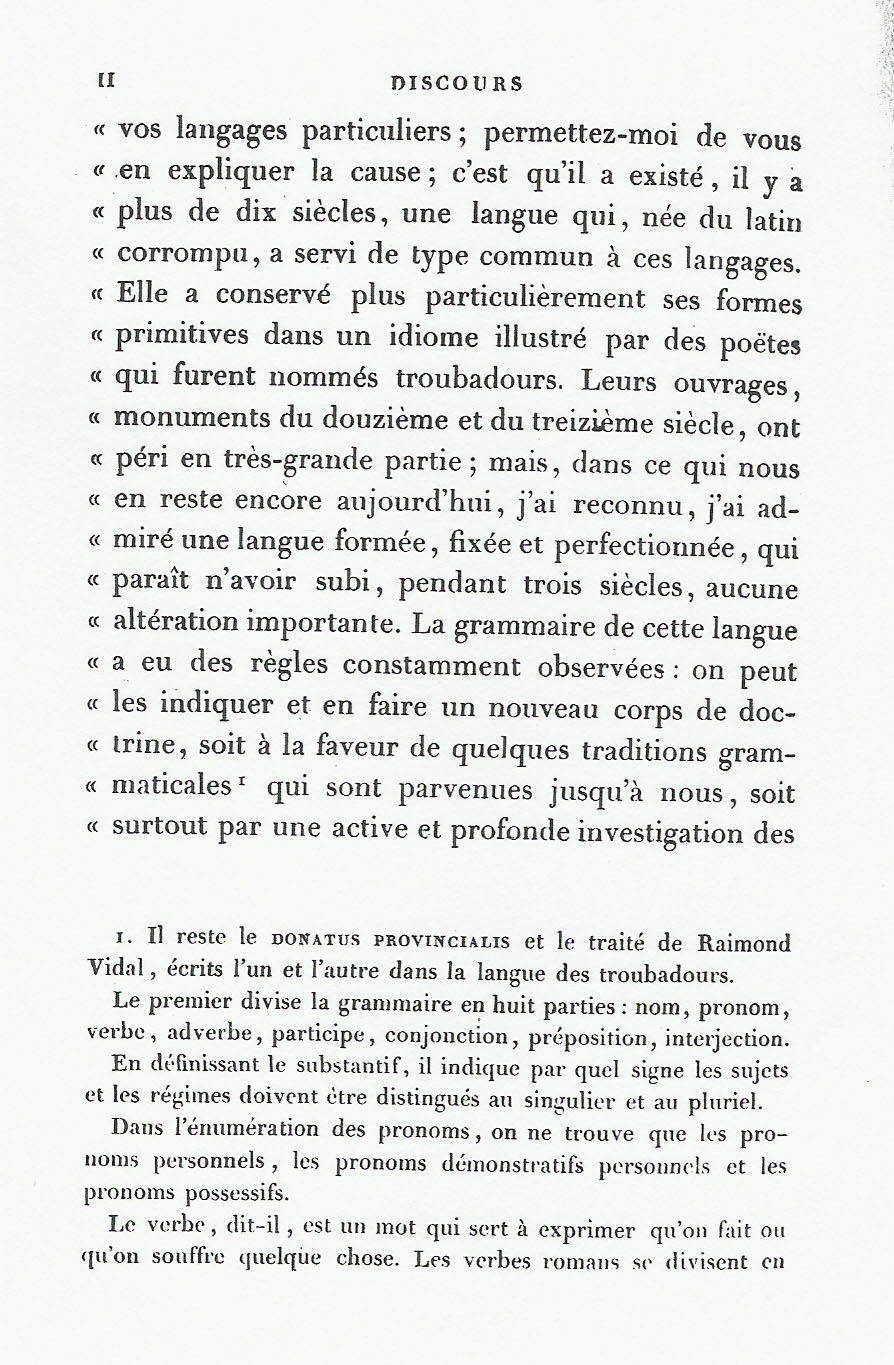 II DISCOURS
« vos langages particuliers ; permettez-moi de vous
« en expliquer la cause ; c'est qu'il a existé, il y a
« plus de dix siècles, une langue qui, née du latin
« corrompu, a servi de type commun à ces langages.
« Elle a conservé plus particulièrement ses formes
« primitives dans un idiome illustré par des poëtes
« qui furent nommés troubadours. Leurs ouvrages,
« monuments du douzième et du treizième siècle, ont
« péri en très-grande partie ; mais, dans ce qui nous
« en reste encore aujourd'hui, j'ai reconnu, j'ai ad-
« miré une langue formée, fixée et perfectionnée, qui
« paraît n'avoir subi, pendant trois siècles, aucune
« altération importante. La grammaire de cette langue
« a eu des règles constamment observées : on peut
« les indiquer et en faire un nouveau corps de doc-
« trine, soit à la faveur de quelques traditions gram-
« maticales 1 qui sont parvenues jusqu'à nous, soit
« surtout par une active et profonde investigation des
1. Il reste le DONATUS PROVINCIALIS et le traité de Raimond
Vidal, écrits l'un et l'autre dans la langue des troubadours.
Le premier divise la grammaire en huit parties : nom, pronom,
verbe, adverbe, participe, conjonction, préposition, interjection.
En définissant le substantif, il indique par quel signe les sujets
et les régimes doivent être distingués au singulier et au pluriel.
Dans l'énumération des pronoms, on ne trouve que les pro-
noms personnels, les pronoms démonstratifs personnels et les
pronoms possessifs.
Le verbe, dit-il, est un mot qui sert à exprimer qu'on fait ou
qu'on souffre quelque chose. Les verbes romans se divisent en